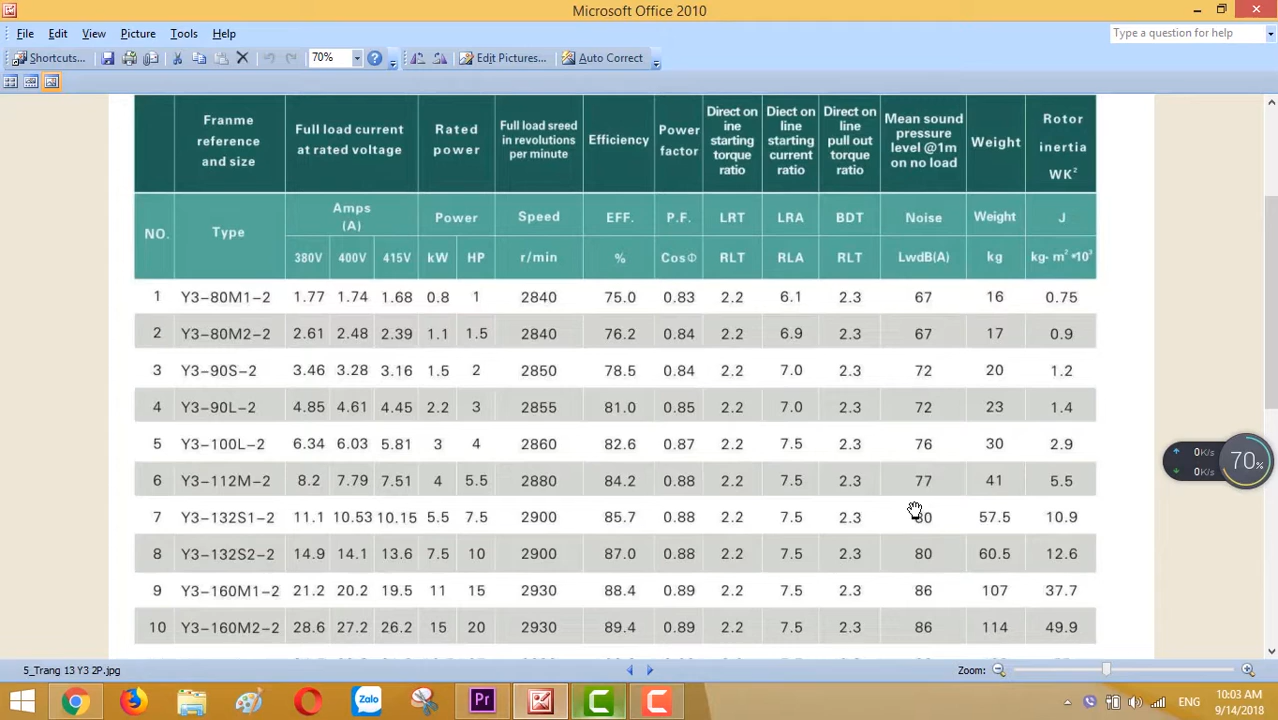 Microsoft Office 2010
File Edit View Picture Tools Help
Type a question for help
Shortcuts... 70% Edit Pictures... Auto Correct
Franme reference and size
Full load current at rated voltage
Rated power
Full load sreed in revolutions per minute
Efficiency
Power factor
Direct on ine starting torque ratio
Diect on line starting current ratio
Direct on line pull out torque ratio
Mean sound pressure level @1m on no load
Weight
Rotor inertia WK²
NO. Type Amps (A) Power Speed EFF. P.F. LRT LRA BDT Noise Weight J
380V 400V 415V kW HP r/min % CosΦ RLT RLA RLT LwdB(A) kg kg-m²*10³
1 Y3-80M1-2 1.77 1.74 1.68 0.8 1 2840 75.0 0.83 2.2 6.1 2.3 67 16 0.75
2 Y3-80M2-2 2.61 2.48 2.39 1.1 1.5 2840 76.2 0.84 2.2 6.9 2.3 67 17 0.9
3 Y3-90S-2 3.46 3.28 3.16 1.5 2 2850 78.5 0.84 2.2 7.0 2.3 72 20 1.2
4 Y3-90L-2 4.85 4.61 4.45 2.2 3 2855 81.0 0.85 2.2 7.0 2.3 72 23 1.4
5 Y3-100L-2 6.34 6.03 5.81 3 4 2860 82.6 0.87 2.2 7.5 2.3 76 30 2.9
6 Y3-112M-2 8.2 7.79 7.51 4 5.5 2880 84.2 0.88 2.2 7.5 2.3 77 41 5.5
7 Y3-132S1-2 11.1 10.53 10.15 5.5 7.5 2900 85.7 0.88 2.2 7.5 2.3 80 57.5 10.9
8 Y3-132S2-2 14.9 14.1 13.6 7.5 10 2900 87.0 0.88 2.2 7.5 2.3 80 60.5 12.6
9 Y3-160M1-2 21.2 20.2 19.5 11 15 2930 88.4 0.89 2.2 7.5 2.3 86 107 37.7
10 Y3-160M2-2 28.6 27.2 26.2 15 20 2930 89.4 0.89 2.2 7.5 2.3 86 114 49.9
0K/s
0K/s
70%
5_Trang 13 Y3 2P.jpg
Zoom:
Zalo
Pr
ENG
10:03 AM
9/14/2018